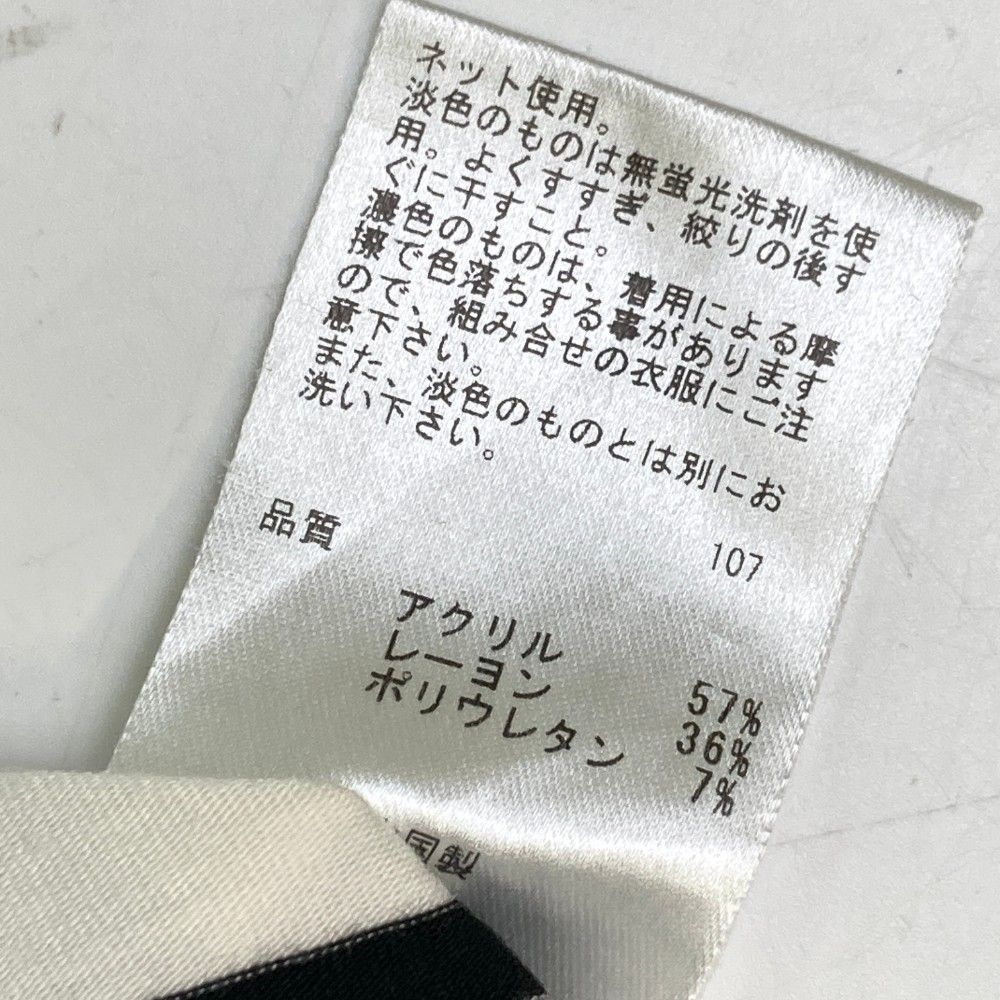 ネット使用。
淡色のものは無蛍光洗剤を使
用。よくすすぎ、絞りの後す
ぐに干すこと。
濃色のものは、着用による摩
擦で色落ちする事があります
ので、組み合せの衣服にご注
意下さい。
また、淡色のものとは別にお
洗い下さい。
品質 107
アクリル 57%
レーヨン 36%
ポリウレタン 7%
国製